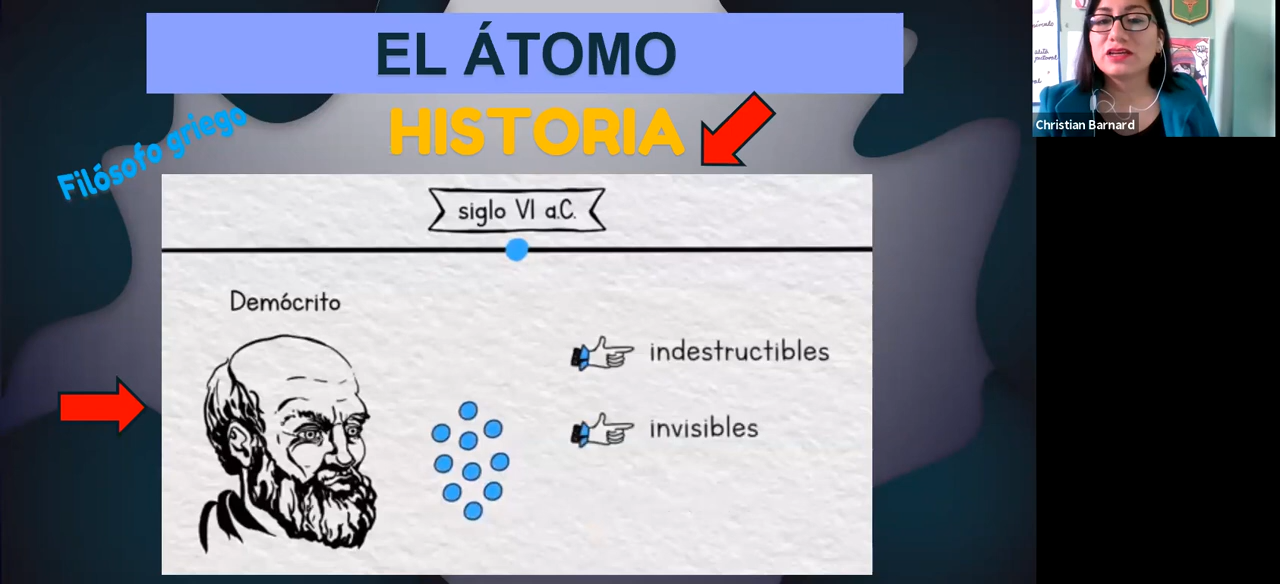 EL ÁTOMO
HISTORIA
Filósofo griego
siglo VI a.C.
Demócrito
indestructibles
invisibles
Christian Barnard